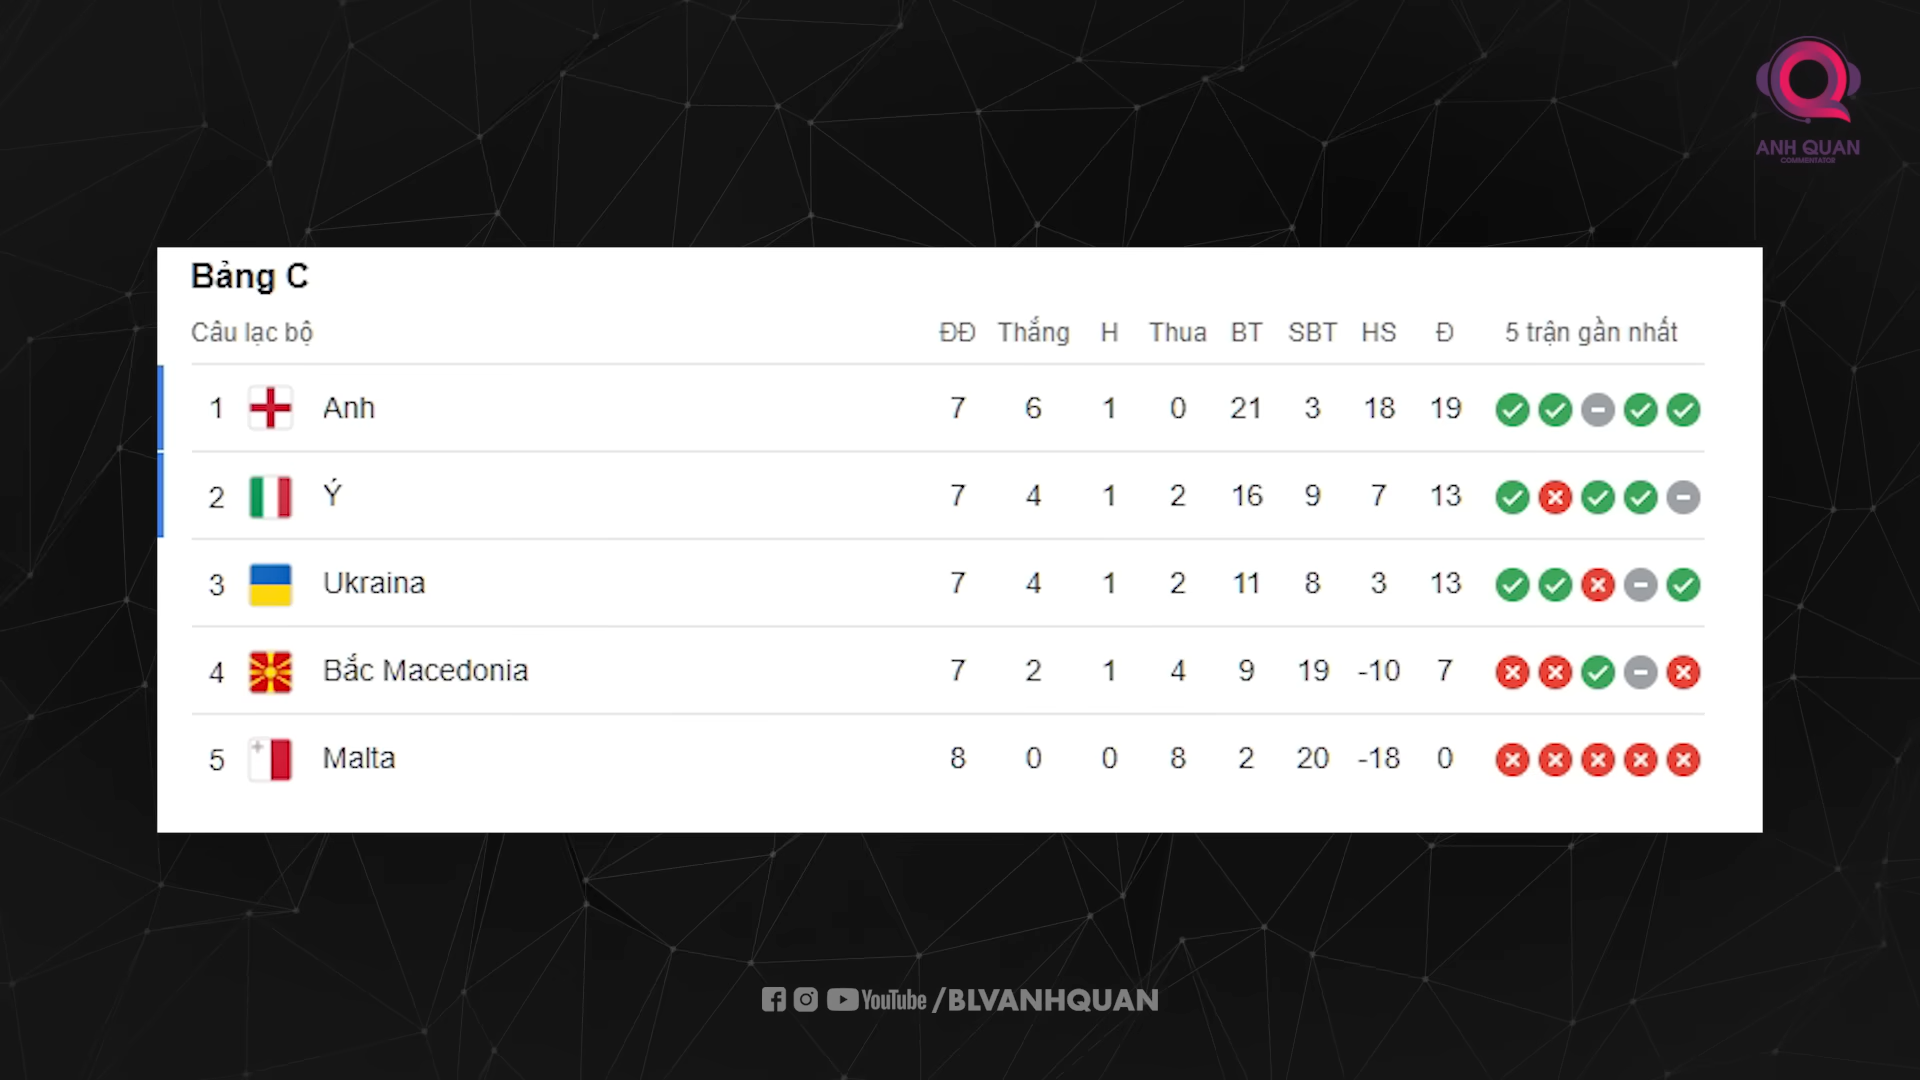 ANH QUAN
COMMENTATOR
Bảng C
Câu lạc bộ ĐĐ Thắng H Thua BT SBT HS Đ 5 trận gần nhất
1 Anh 7 6 1 0 21 3 18 19
2 Ý 7 4 1 2 16 9 7 13
3 Ukraina 7 4 1 2 11 8 3 13
4 Bắc Macedonia 7 2 1 4 9 19 -10 7
5 Malta 8 0 0 8 2 20 -18 0
YouTube /BLVANHQUAN